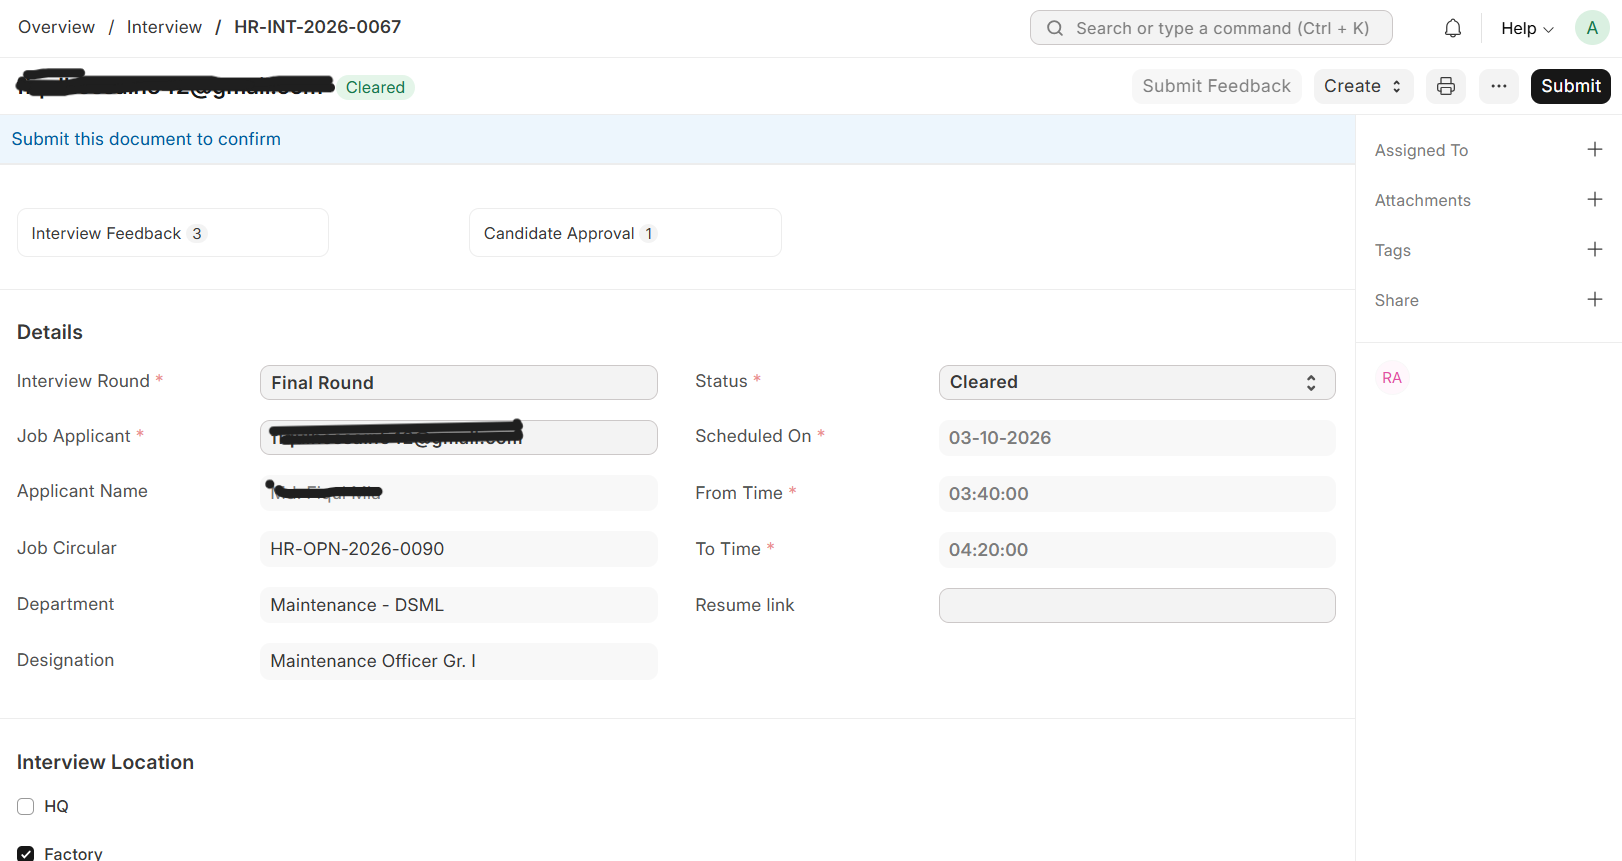 Overview / Interview / HR-INT-2026-0067
Search or type a command (Ctrl + K)
Help
A
Cleared
Submit Feedback
Create
Submit
Submit this document to confirm
Assigned To
Attachments
Tags
Share
RA
Interview Feedback 3
Candidate Approval 1
Details
Interview Round * Final Round
Job Applicant *
Applicant Name
Job Circular HR-OPN-2026-0090
Department Maintenance - DSML
Designation Maintenance Officer Gr. I
Status * Cleared
Scheduled On * 03-10-2026
From Time * 03:40:00
To Time * 04:20:00
Resume link
Interview Location
HQ
Factory